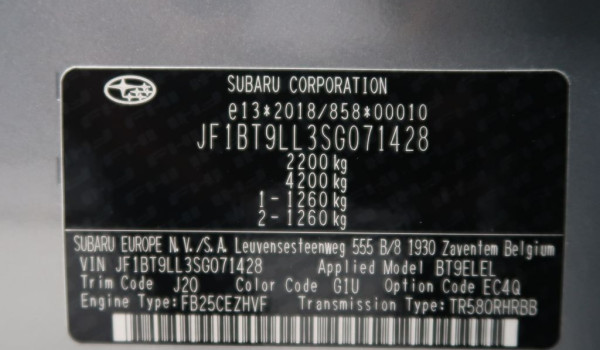 SUBARU CORPORATION
e13*2018/858*00010
JF1BT9LL3SG071428
2200 kg
4200 kg
1 - 1260 kg
2 - 1260 kg
SUBARU EUROPE N.V./S.A. Leuvensesteenweg 555 B/8 1930 Zaventem Belgium
VIN JF1BT9LL3SG071428 Applied Model BT9ELEL
Trim Code J20 Color Code G1U Option Code EC4Q
Engine Type:FB25CEZHVF Transmission Type:TR580RHRBB